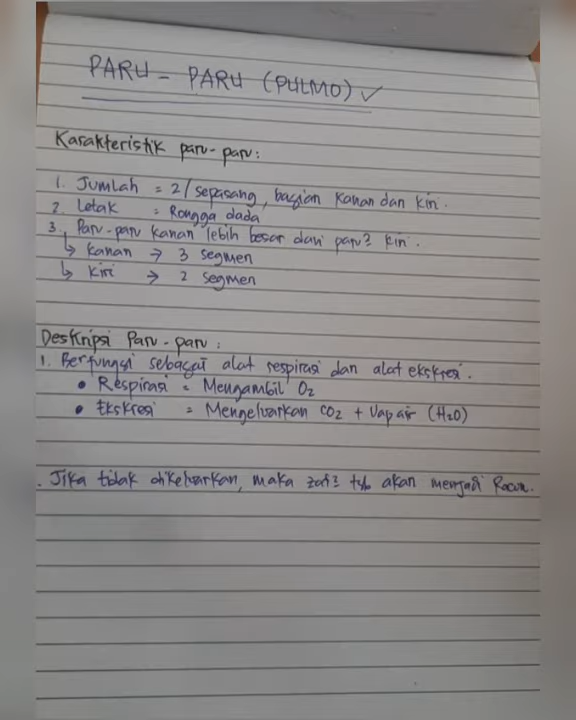 PARU - PARU (PULMO) ✓
Karakteristik paru-paru :
1. Jumlah = 2 / sepasang, bagian kanan dan kiri.
2. Letak = Rongga dada
3. Paru-paru kanan lebih besar dari paru2 kiri.
↳ Kanan → 3 segmen
↳ Kiri → 2 segmen
Deskripsi Paru-paru :
1. Berfungsi sebagai alat respirasi dan alat ekskresi.
• Respirasi = Mengambil O2
• Ekskresi = Mengeluarkan CO2 + Uap air (H2O)
. Jika tidak dikeluarkan, maka zat2 tsb akan menjadi Racun.